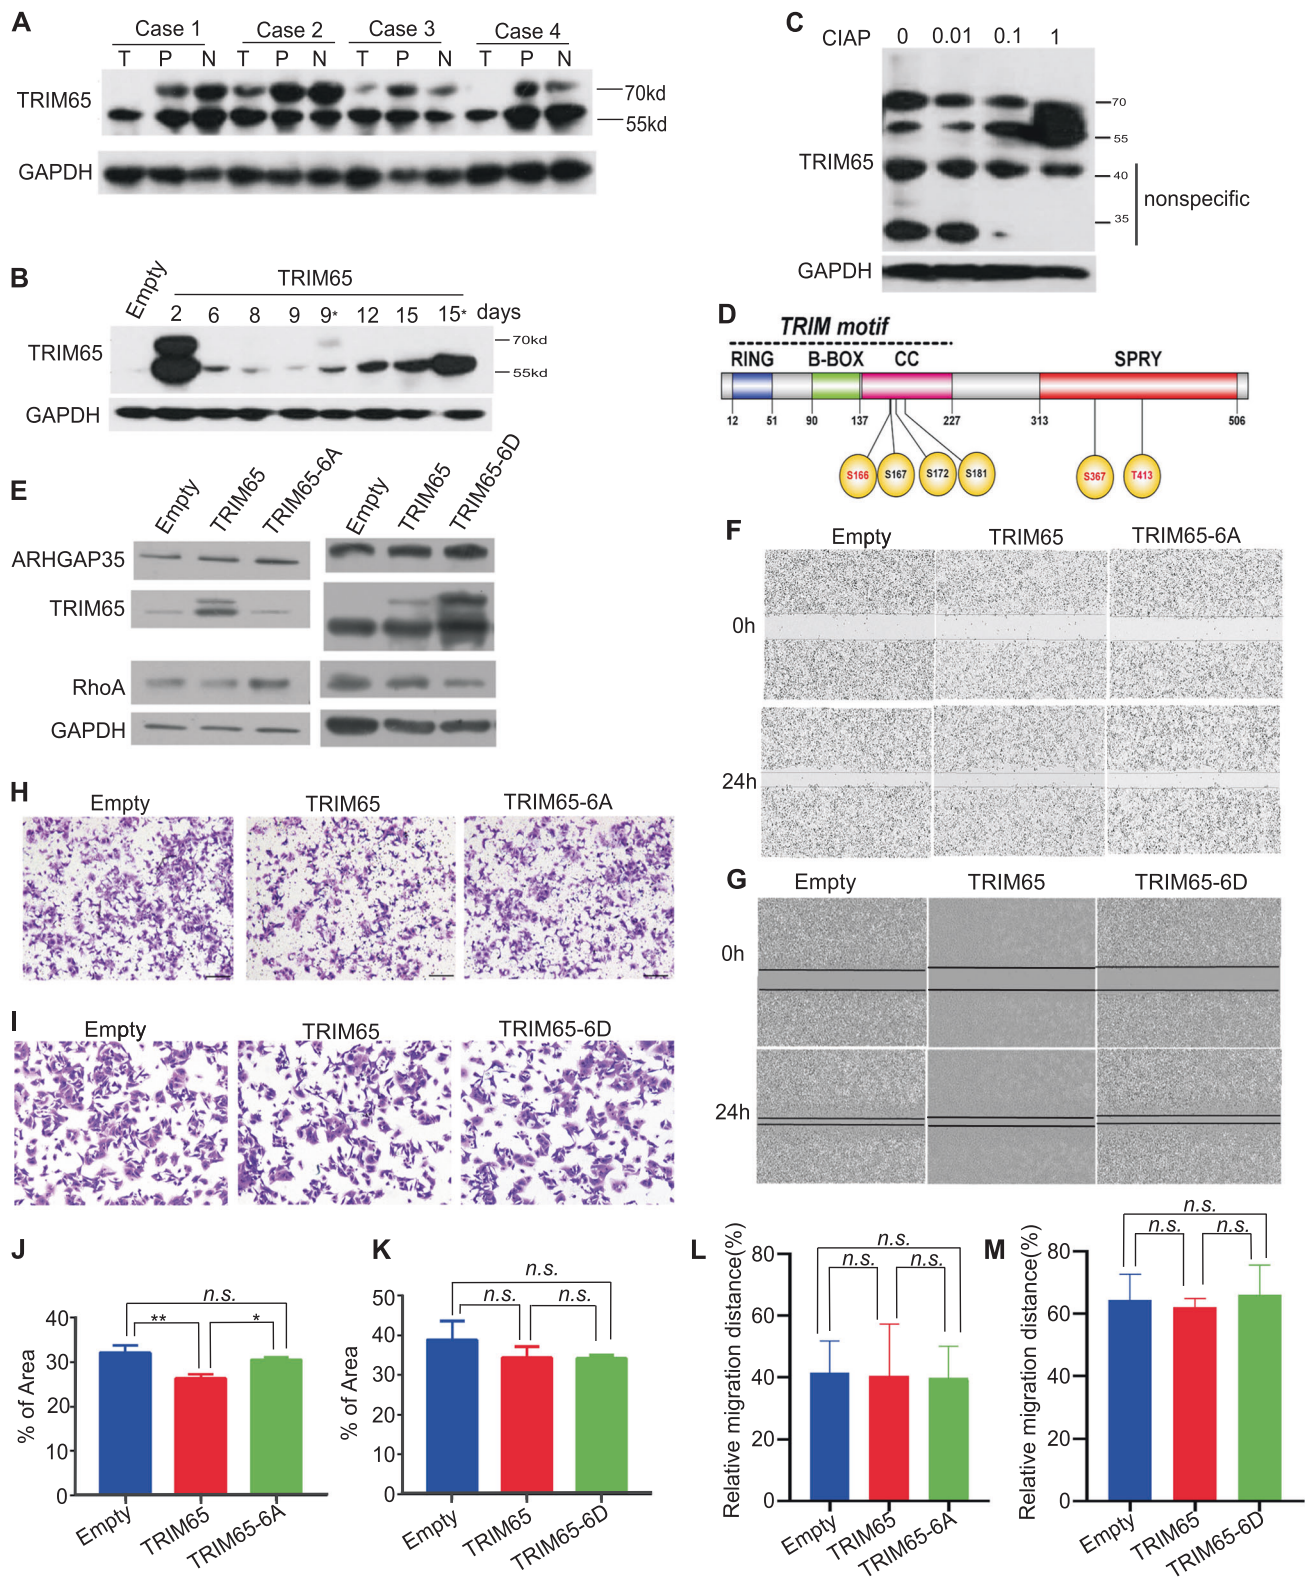 A
Case 1 Case 2 Case 3 Case 4
T P N T P N T P N T P N
TRIM65
70kd
55kd
GAPDH
B
Empty
TRIM65
2 6 8 9 9* 12 15 15* days
TRIM65
70kd
55kd
GAPDH
C
CIAP 0 0.01 0.1 1
70
55
TRIM65
40
35
nonspecific
GAPDH
D
TRIM motif
RING B-BOX CC SPRY
12 51 90 137 227 313 506
S166 S167 S172 S181 S367 T413
E
Empty TRIM65 TRIM65-6A Empty TRIM65 TRIM65-6D
ARHGAP35
TRIM65
RhoA
GAPDH
F
Empty TRIM65 TRIM65-6A
0h
24h
G
Empty TRIM65 TRIM65-6D
0h
24h
H
Empty TRIM65 TRIM65-6A
I
Empty TRIM65 TRIM65-6D
J
% of Area
40
30
20
10
0
n.s.
** *
Empty TRIM65 TRIM65-6A
K
% of Area
50
40
30
20
10
0
n.s.
n.s. n.s.
Empty TRIM65 TRIM65-6D
L
Relative migration distance(%)
80
60
40
20
0
n.s.
n.s. n.s.
Empty TRIM65 TRIM65-6A
M
Relative migration distance(%)
80
60
40
20
0
n.s.
n.s. n.s.
Empty TRIM65 TRIM65-6D